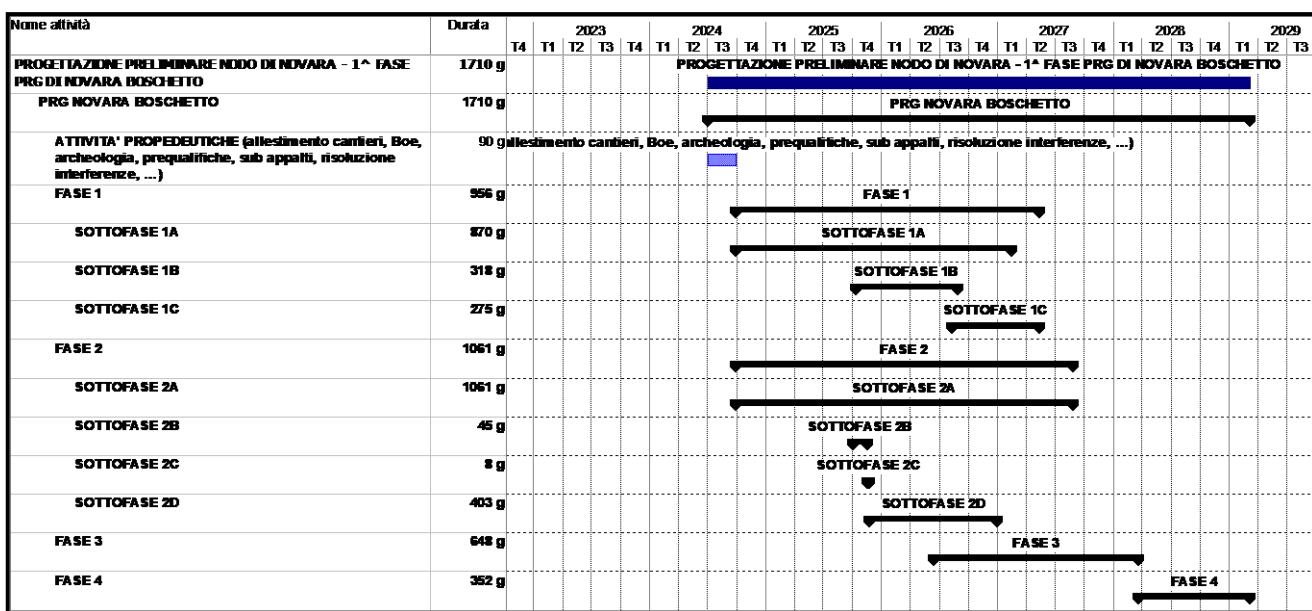 Nome attività Durata 2023 2024 2025 2026 2027 2028 2029
T4 T1 T2 T3 T4 T1 T2 T3 T4 T1 T2 T3 T4 T1 T2 T3 T4 T1 T2 T3 T4 T1 T2 T3 T4 T1 T2 T3
PROGETTAZIONE PRELIMINARE NODO DI NOVARA - 1^ FASE 1710 g PROGETTAZIONE PRELIMINARE NODO DI NOVARA - 1^ FASE PRG DI NOVARA BOSCHETTO
PRG DI NOVARA BOSCHETTO
PRG NOVARA BOSCHETTO 1710 g PRG NOVARA BOSCHETTO
ATTIVITA' PROPEDEUTICHE (allestimento cantieri, Boe, 90 g allestimento cantieri, Boe, archeologia, prequalifiche, sub appalti, risoluzione interferenze, ...)
archeologia, prequalifiche, sub appalti, risoluzione
interferenze, ...)
FASE 1 956 g FASE 1
SOTTOFASE 1A 870 g SOTTOFASE 1A
SOTTOFASE 1B 318 g SOTTOFASE 1B
SOTTOFASE 1C 275 g SOTTOFASE 1C
FASE 2 1061 g FASE 2
SOTTOFASE 2A 1061 g SOTTOFASE 2A
SOTTOFASE 2B 45 g SOTTOFASE 2B
SOTTOFASE 2C 8 g SOTTOFASE 2C
SOTTOFASE 2D 403 g SOTTOFASE 2D
FASE 3 648 g FASE 3
FASE 4 352 g FASE 4